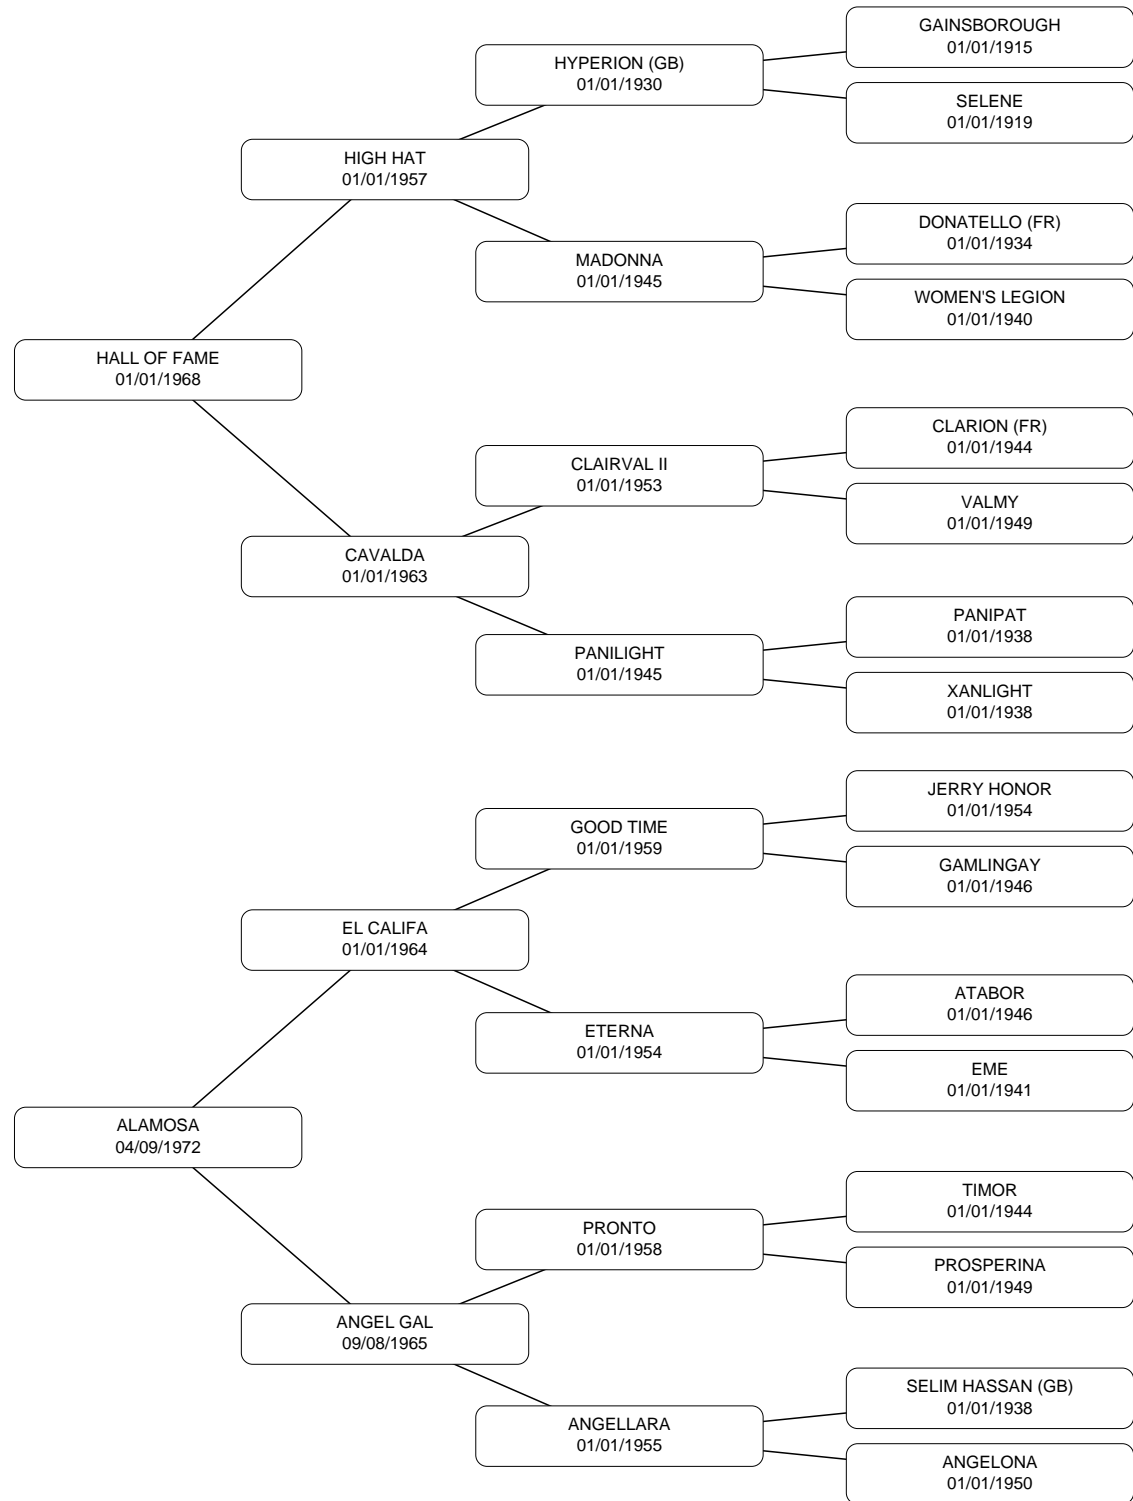 GAINSBOROUGH
01/01/1915
HYPERION (GB)
01/01/1930
SELENE
01/01/1919
HIGH HAT
01/01/1957
DONATELLO (FR)
01/01/1934
MADONNA
01/01/1945
WOMEN'S LEGION
01/01/1940
HALL OF FAME
01/01/1968
CLARION (FR)
01/01/1944
CLAIRVAL II
01/01/1953
VALMY
01/01/1949
CAVALDA
01/01/1963
PANIPAT
01/01/1938
PANILIGHT
01/01/1945
XANLIGHT
01/01/1938
JERRY HONOR
01/01/1954
GOOD TIME
01/01/1959
GAMLINGAY
01/01/1946
EL CALIFA
01/01/1964
ATABOR
01/01/1946
ETERNA
01/01/1954
EME
01/01/1941
ALAMOSA
04/09/1972
TIMOR
01/01/1944
PRONTO
01/01/1958
PROSPERINA
01/01/1949
ANGEL GAL
09/08/1965
SELIM HASSAN (GB)
01/01/1938
ANGELLARA
01/01/1955
ANGELONA
01/01/1950